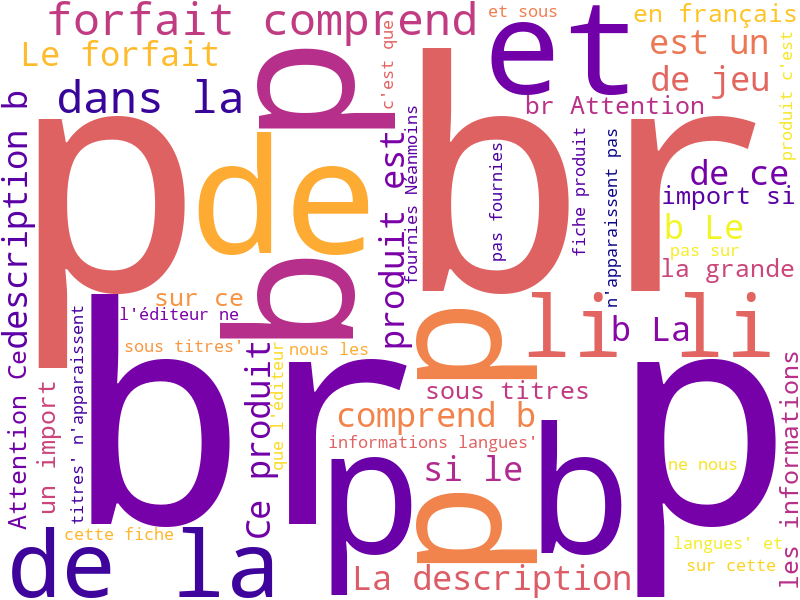 forfait comprend
et sous
en français
Le forfait
et
est un
c'est que
produit c'est
de jeu
dans la
p
br Attention
p br
de
produit est
fournies Néanmoins
pas fournies
fiche produit
n'apparaissent pas
de ce
import si
description b
b Le
pas sur
p
la grande
sur ce
l'éditeur ne
li li
b La
Attention Ce
titres' n'apparaissent
br
sous titres'
ce produit
que l'éditeur
nous les
p
p
sous titres
un import
comprend b
informations langues'
si le
p b
p
ne nous
les informations
cette fiche
de la
langues' et
sur cette
La description